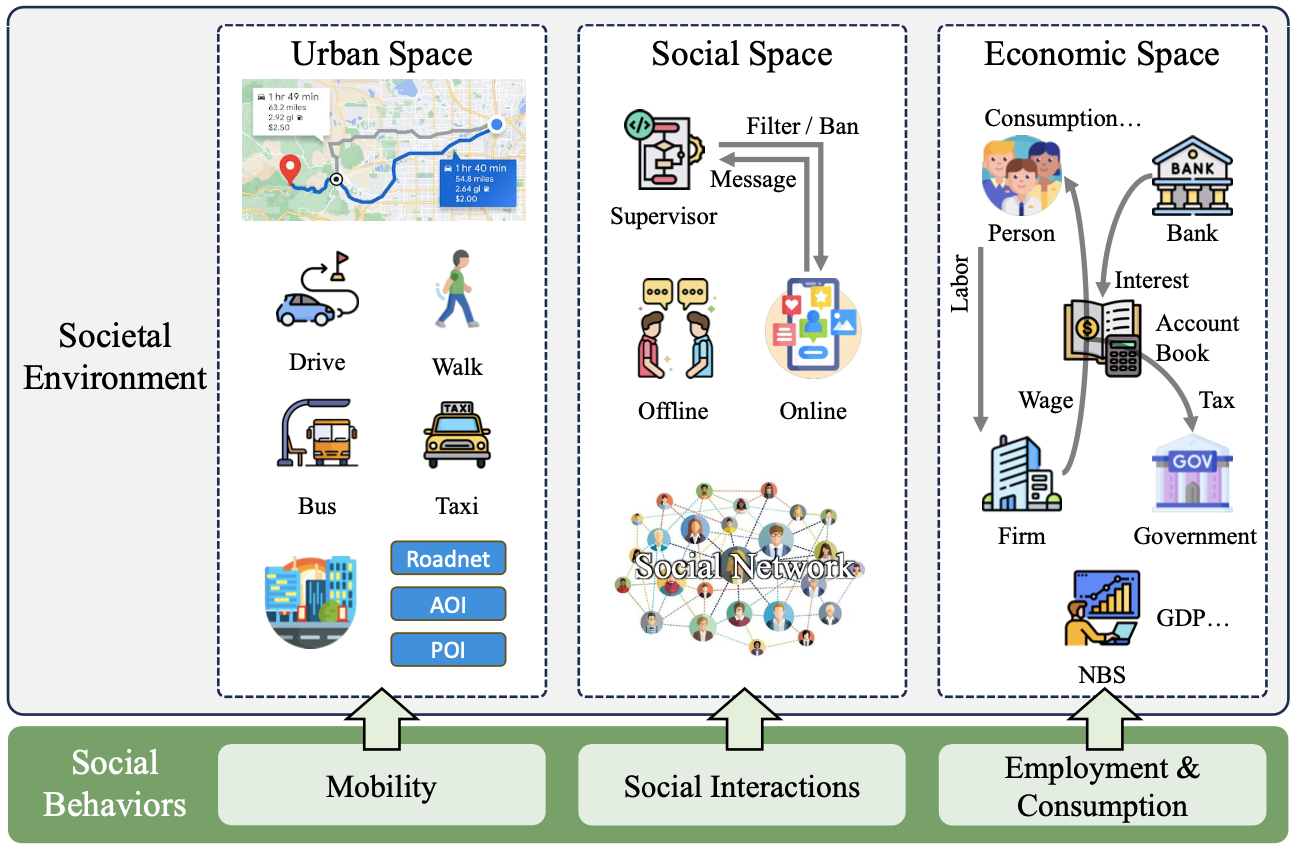 Societal
Environment
Urban Space
1 hr 49 min
63.2 miles
2.92 gl
$2.50
1 hr 40 min
54.8 miles
2.64 gl
$2.00
Drive
Walk
TAXI
Bus
Taxi
Roadnet
AOI
POI
Social Space
Filter / Ban
Message
Supervisor
Offline
Online
Social Network
Economic Space
Consumption…
BANK
Person
Bank
Labor
Interest
Account
Book
Wage
Tax
GOV
Firm
Government
GDP…
NBS
Social
Behaviors
Mobility
Social Interactions
Employment &
Consumption